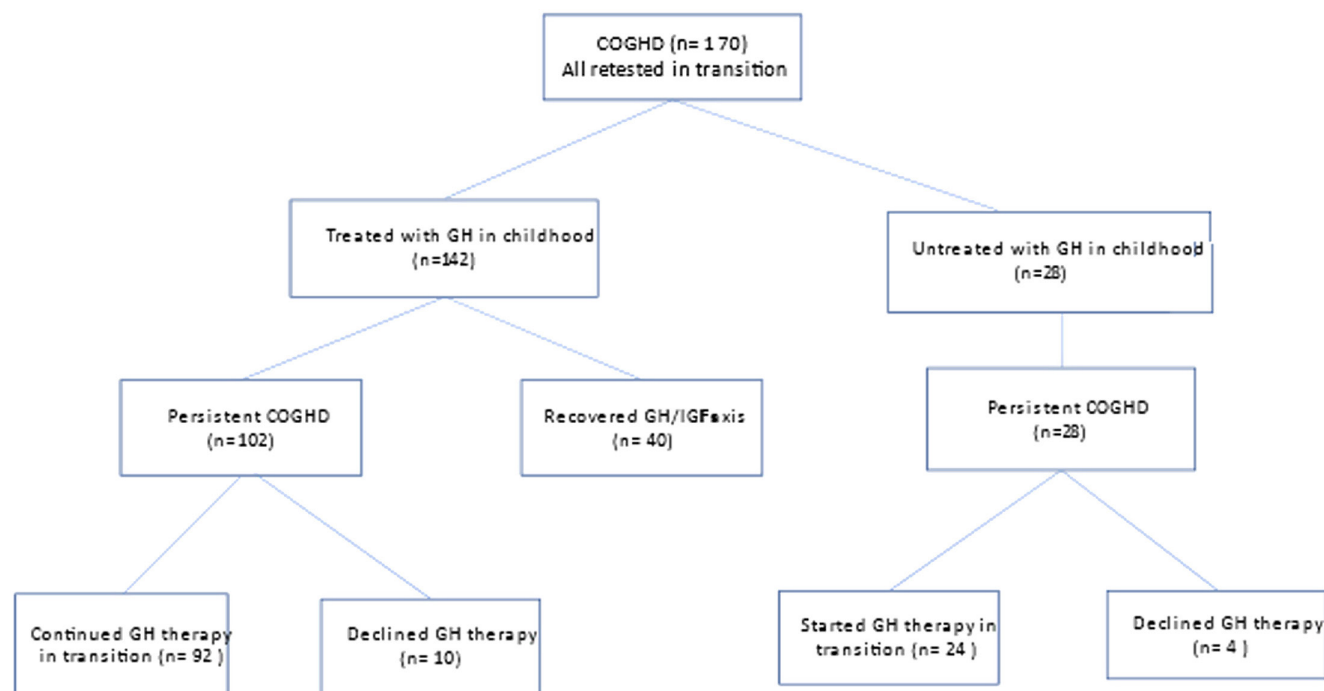 COGHD (n= 170)
All retested in transition
Treated with GH in childhood
(n=142)
Untreated with GH in childhood
(n=28)
Persistent COGHD
(n=102)
Recovered GH/IGFaxis
(n= 40)
Persistent COGHD
(n=28)
Continued GH therapy
in transition (n= 92 )
Declined GH therapy
(n= 10)
Started GH therapy in
transition (n= 24 )
Declined GH therapy
(n= 4 )